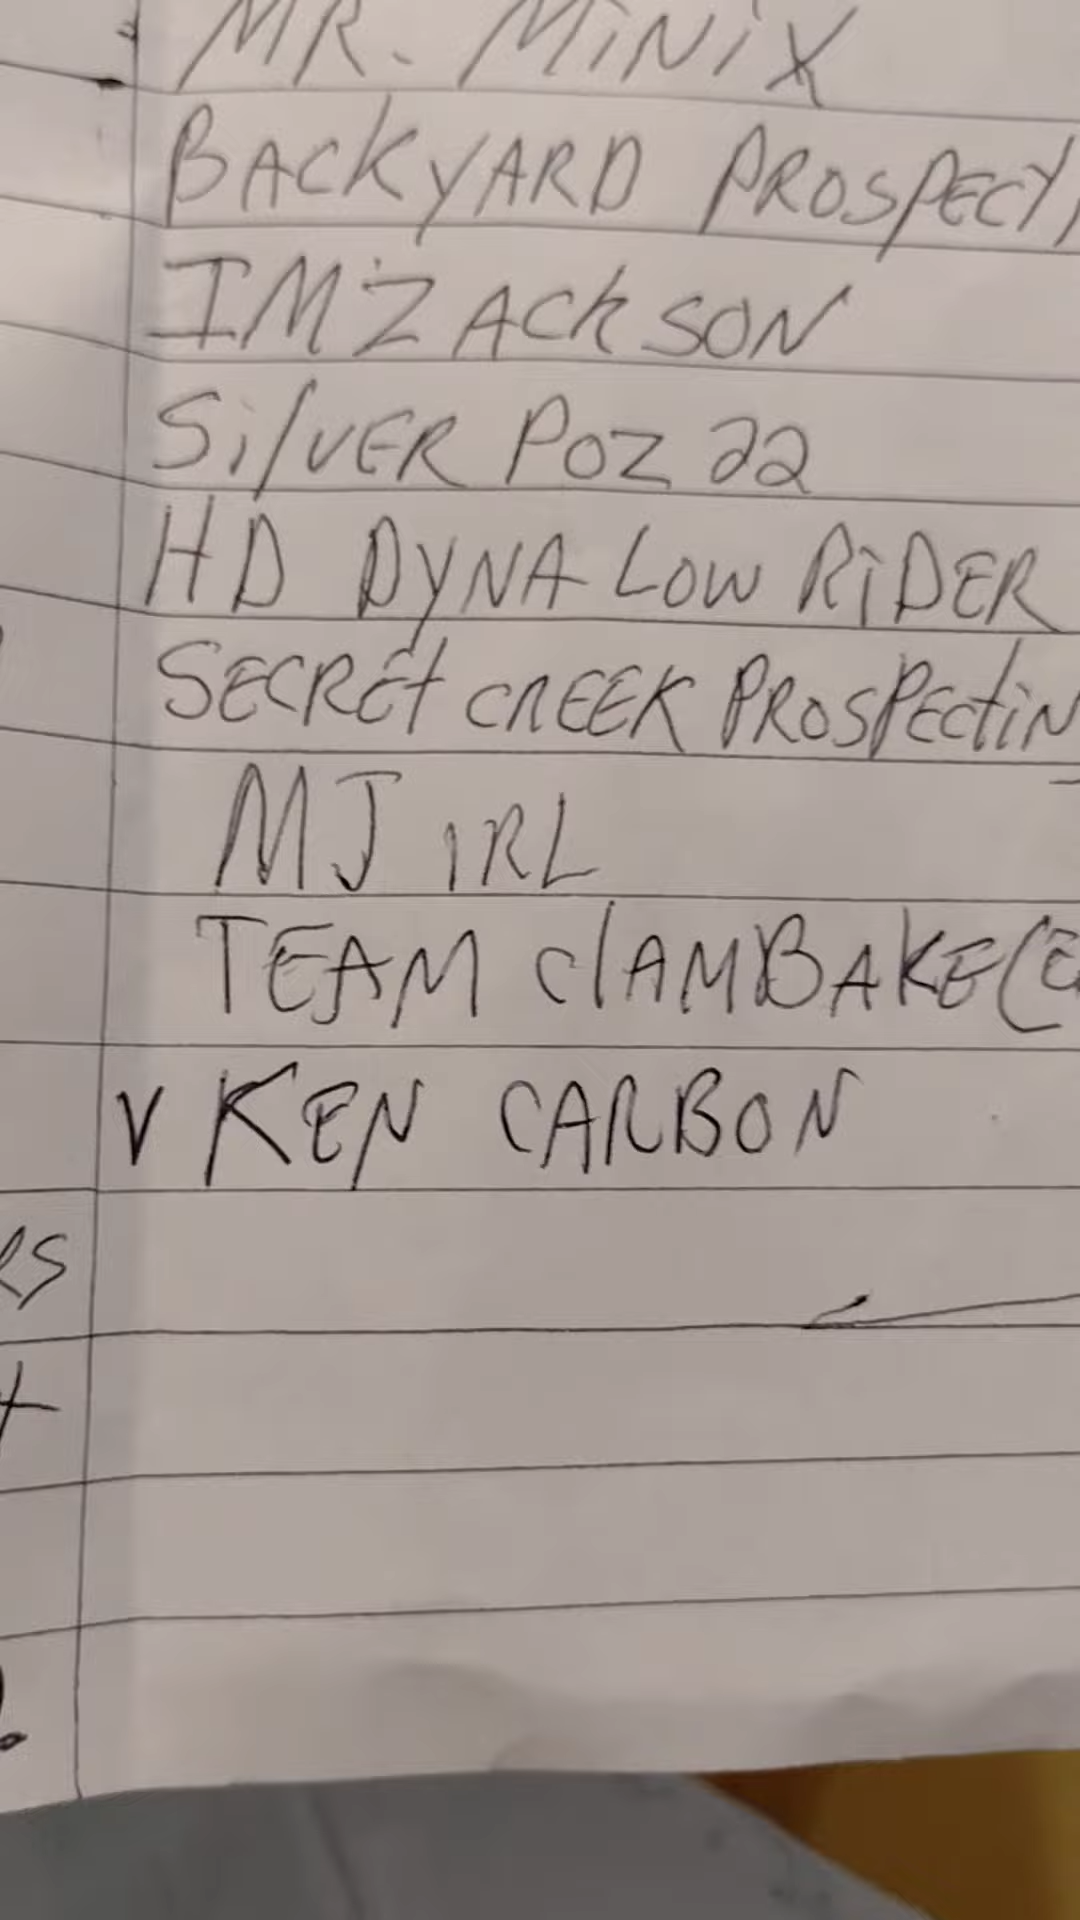 MR. MiNiX
BACKYARD PROSPECT
IMZACKSON
SilVER POZ 22
HD DYNA LOW RiDER
SECREt CREEK PROSPECtiN
MJ IRL
TEAM ClAMBAKE(
V KEN CARBON
RS